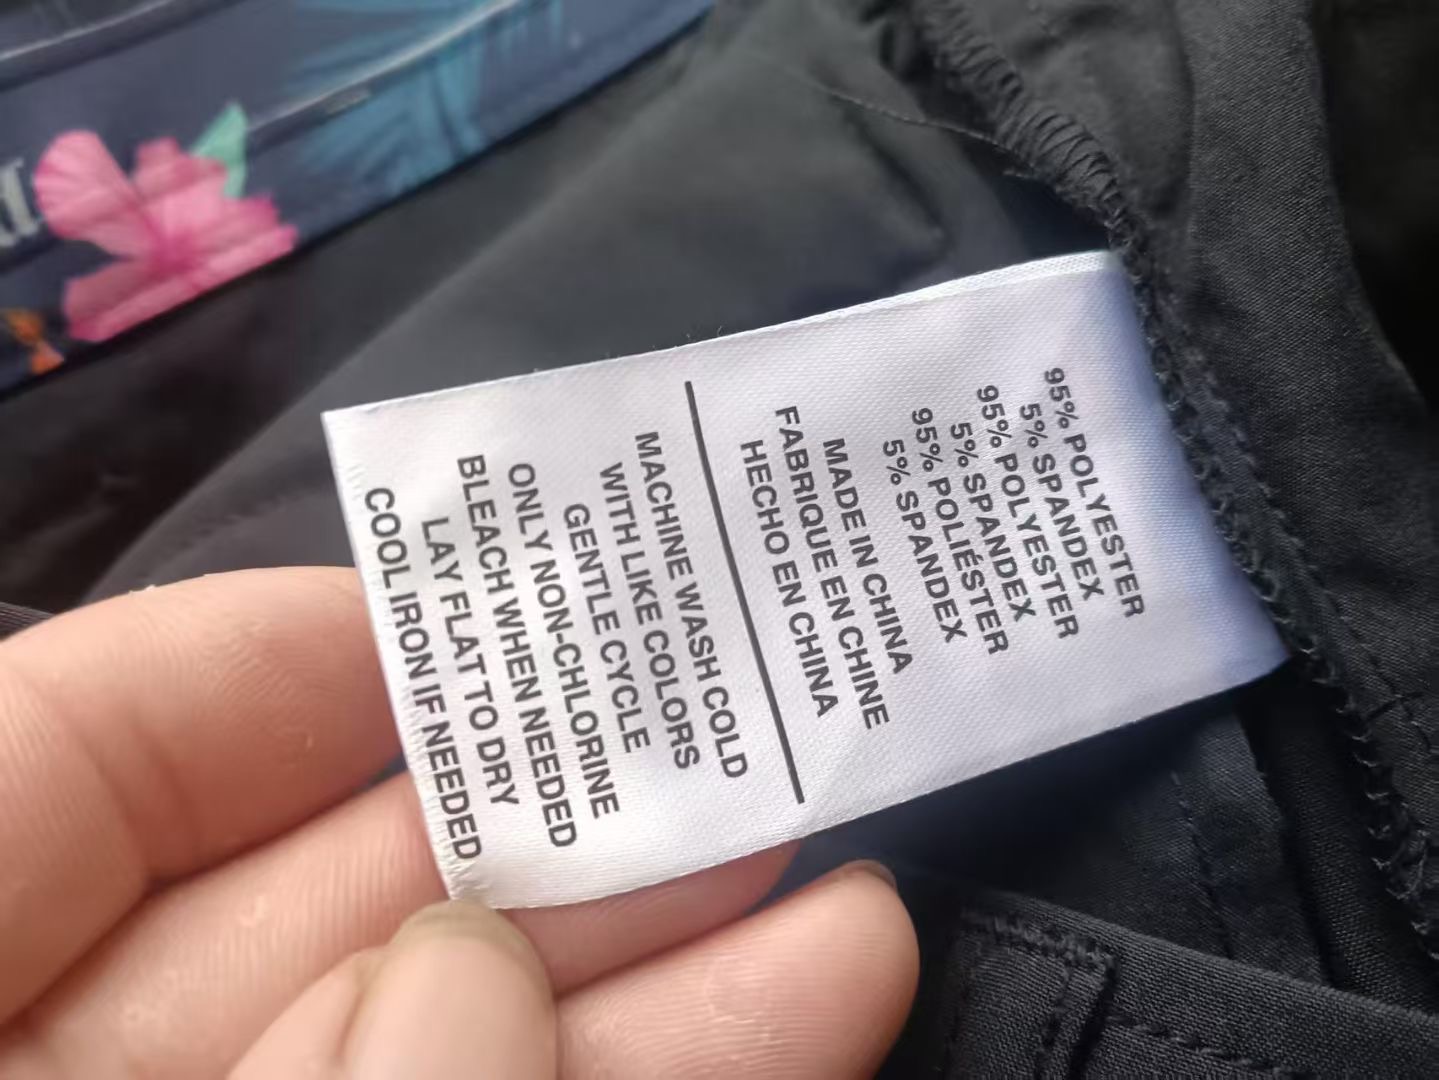 95% POLYESTER
5% SPANDEX
95% POLYESTER
5% SPANDEX
95% POLIÉSTER
5% SPANDEX
MADE IN CHINA
FABRIQUE EN CHINE
HECHO EN CHINA
MACHINE WASH COLD
WITH LIKE COLORS
GENTLE CYCLE
ONLY NON-CHLORINE
BLEACH WHEN NEEDED
LAY FLAT TO DRY
COOL IRON IF NEEDED